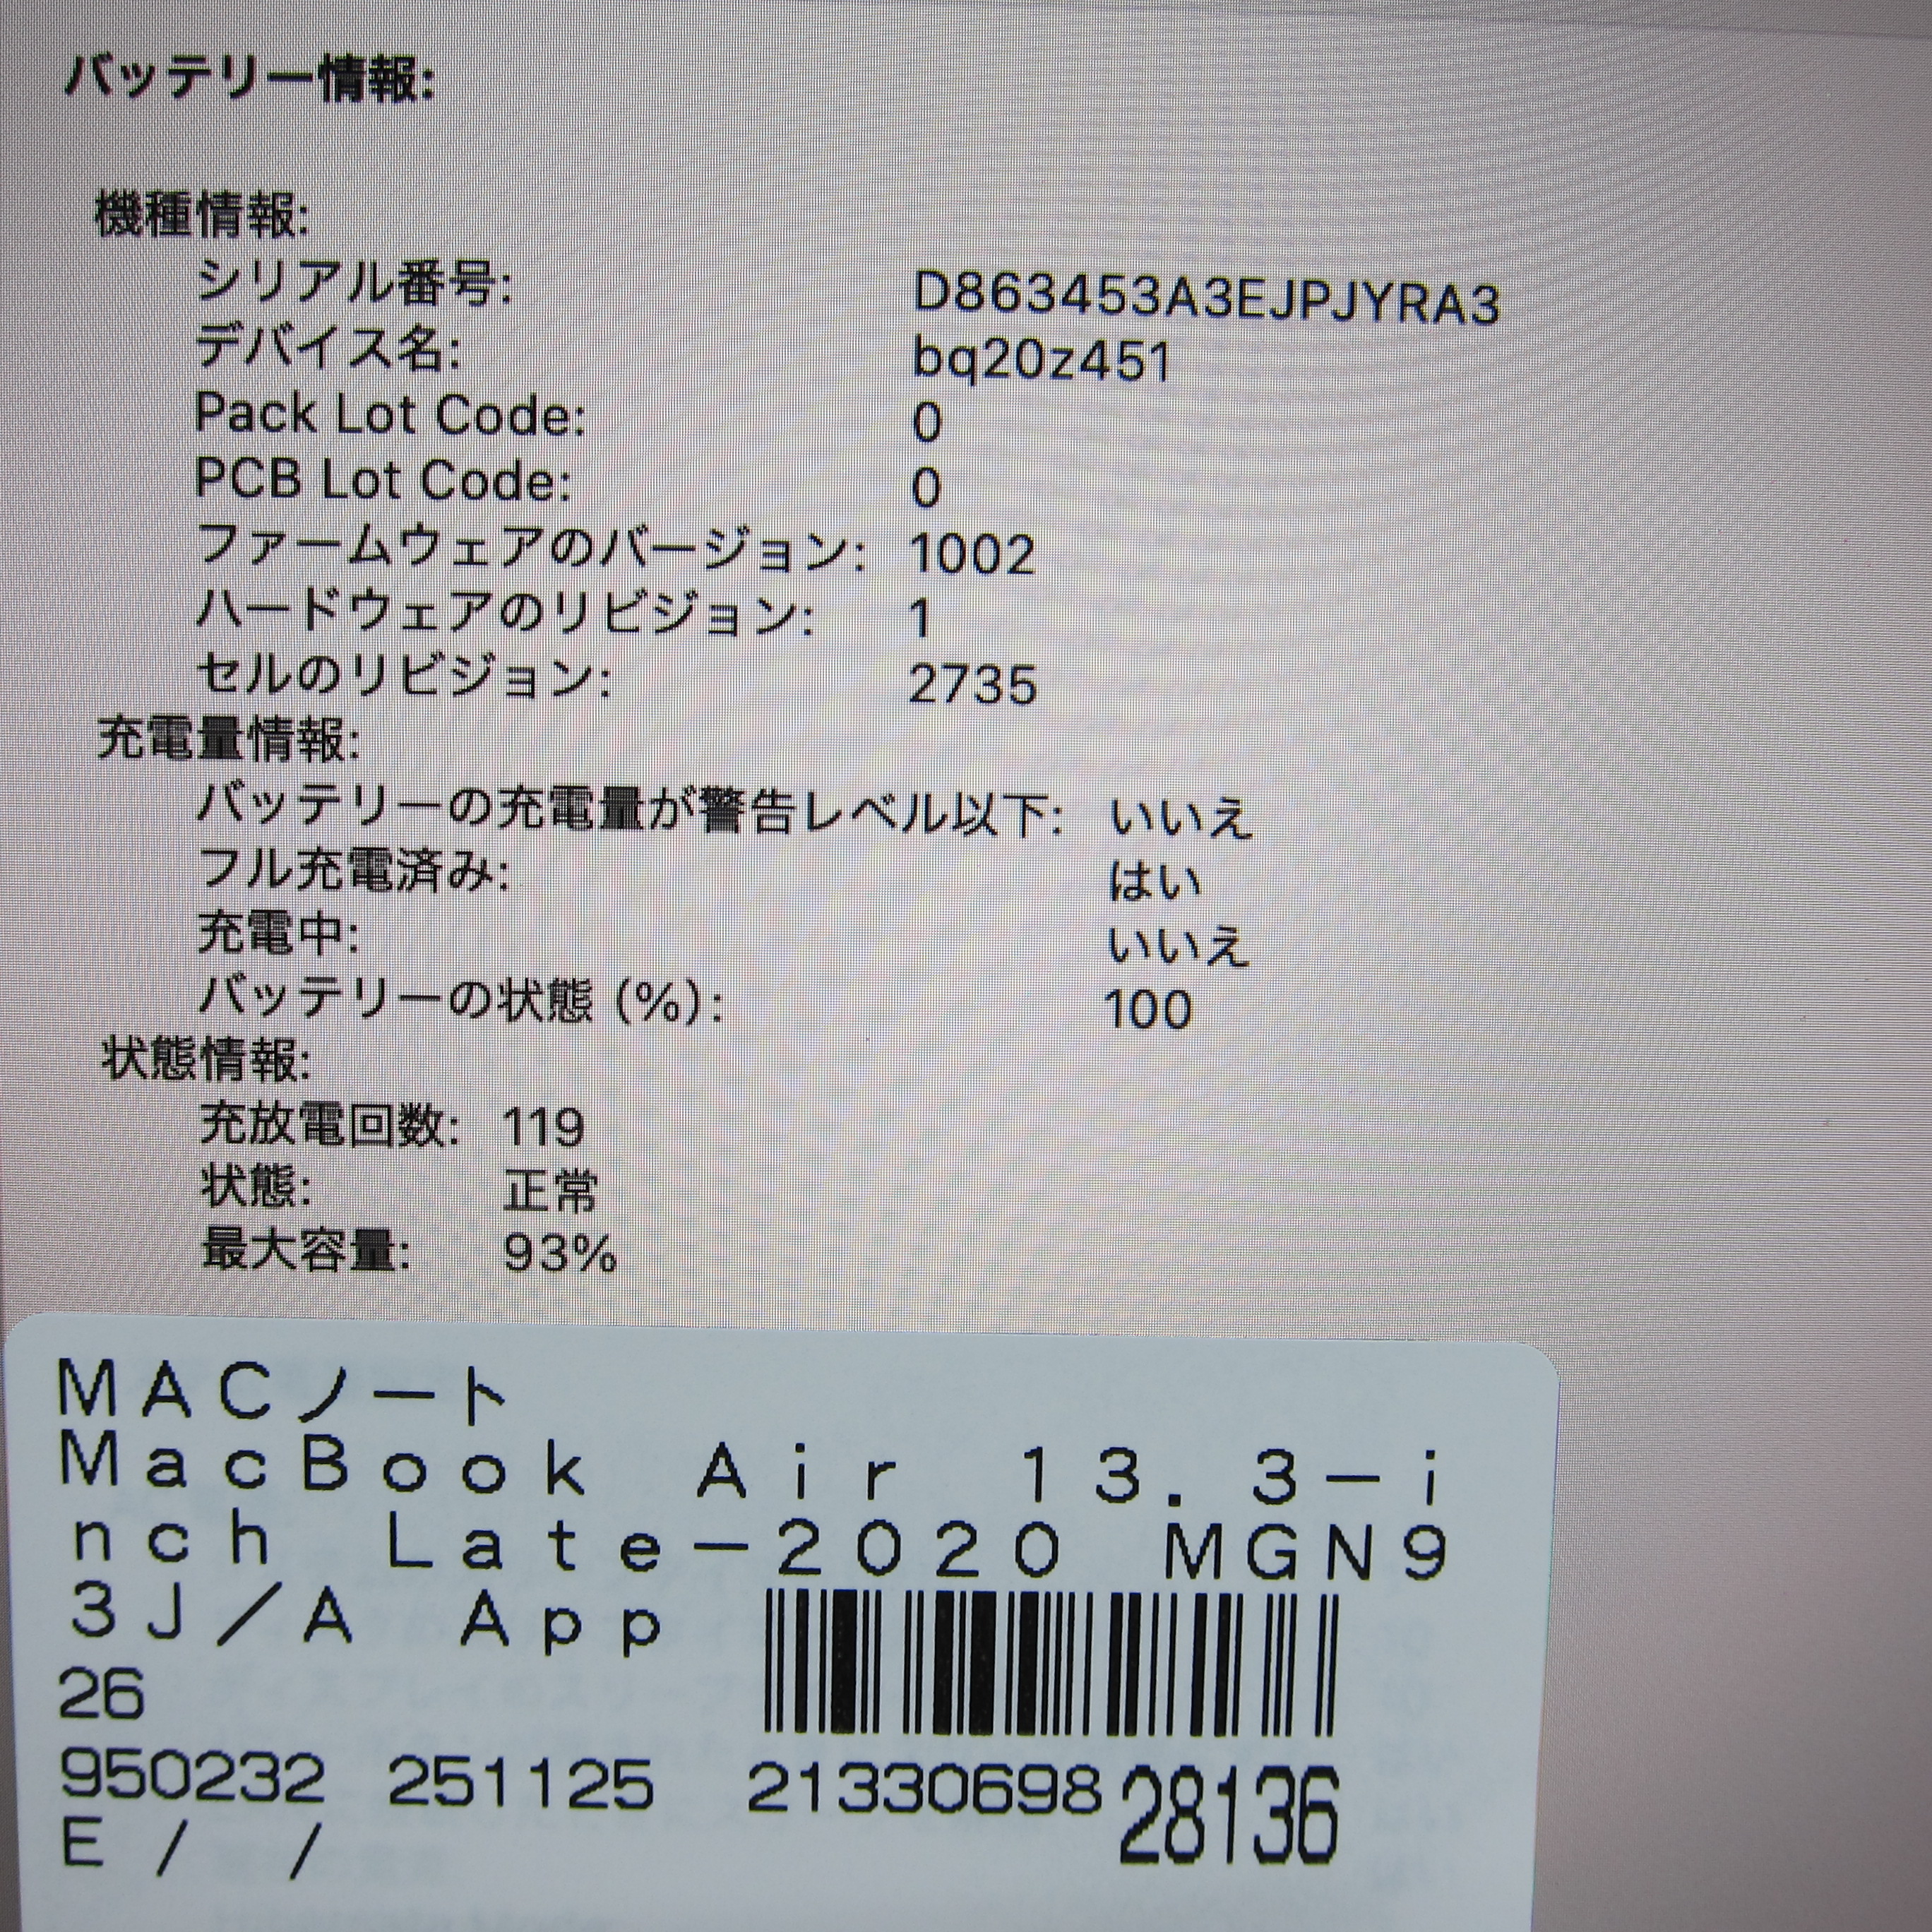 バッテリー情報:
機種情報:
シリアル番号: D863453A3EJPJYRA3
デバイス名: bq20z451
Pack Lot Code: 0
PCB Lot Code: 0
ファームウェアのバージョン: 1002
ハードウェアのリビジョン: 1
セルのリビジョン: 2735
充電量情報:
バッテリーの充電量が警告レベル以下: いいえ
フル充電済み: はい
充電中: いいえ
バッテリーの状態 (%): 100
状態情報:
充放電回数: 119
状態: 正常
最大容量: 93%
MACノート
MacBook Air 13.3-i
nch Late-2020 MGN9
3J/A App
26
950232 251125 21330698 28136
E / /